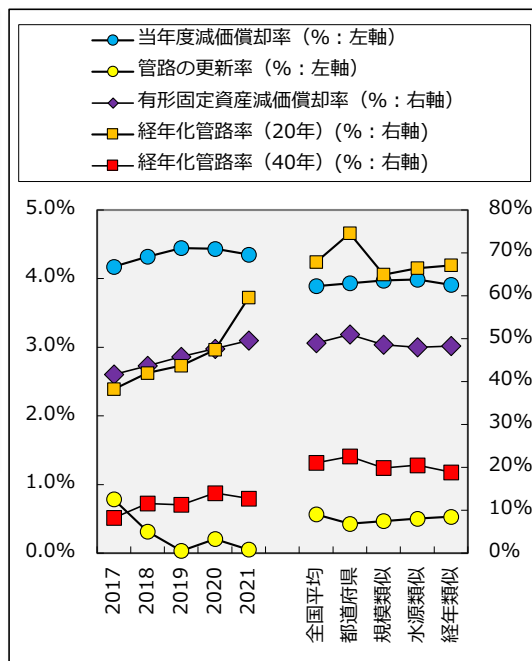 当年度減価償却率（%：左軸）
管路の更新率（%：左軸）
有形固定資産減価償却率（%：右軸）
経年化管路率（20年）(%：右軸)
経年化管路率（40年）(%：右軸)
5.0%
4.0%
3.0%
2.0%
1.0%
0.0%
80%
70%
60%
50%
40%
30%
20%
10%
0%
2017
2018
2019
2020
2021
全国平均
都道府県
規模類似
水源類似
経年類似